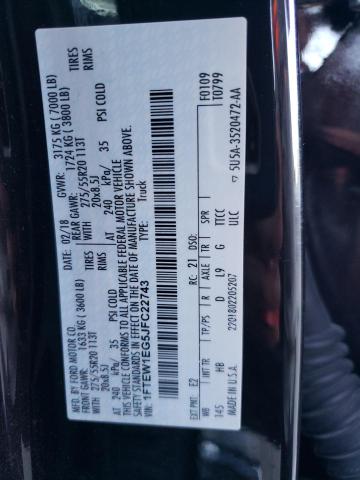 MFD. BY FORD MOTOR CO.
DATE: 02/18 GVWR: 3175 KG ( 7000 LB)
FRONT GAWR: 1633 KG ( 3600 LB) REAR GAWR: 1724 KG ( 3800 LB)
275/55R20 113T TIRES 275/55R20 113T TIRES
20x8.5J RIMS 20x8.5J RIMS
AT 240 kPa/ 35 PSI COLD AT 240 kPa/ 35 PSI COLD
THIS VEHICLE CONFORMS TO ALL APPLICABLE FEDERAL MOTOR VEHICLE
SAFETY STANDARDS IN EFFECT ON THE DATE OF MANUFACTURE SHOWN ABOVE.
VIN: 1FTEW1EG5JFC22743
TYPE: Truck
F0109
T0799
EXT PNT: E2 RC: 21 DSO:
WB INT TR TP/PS R AXLE TR SPR
145 HB D L9 G TTCC
ULC
2201802205207
MADE IN U.S.A. 5U5A-3520472-AA